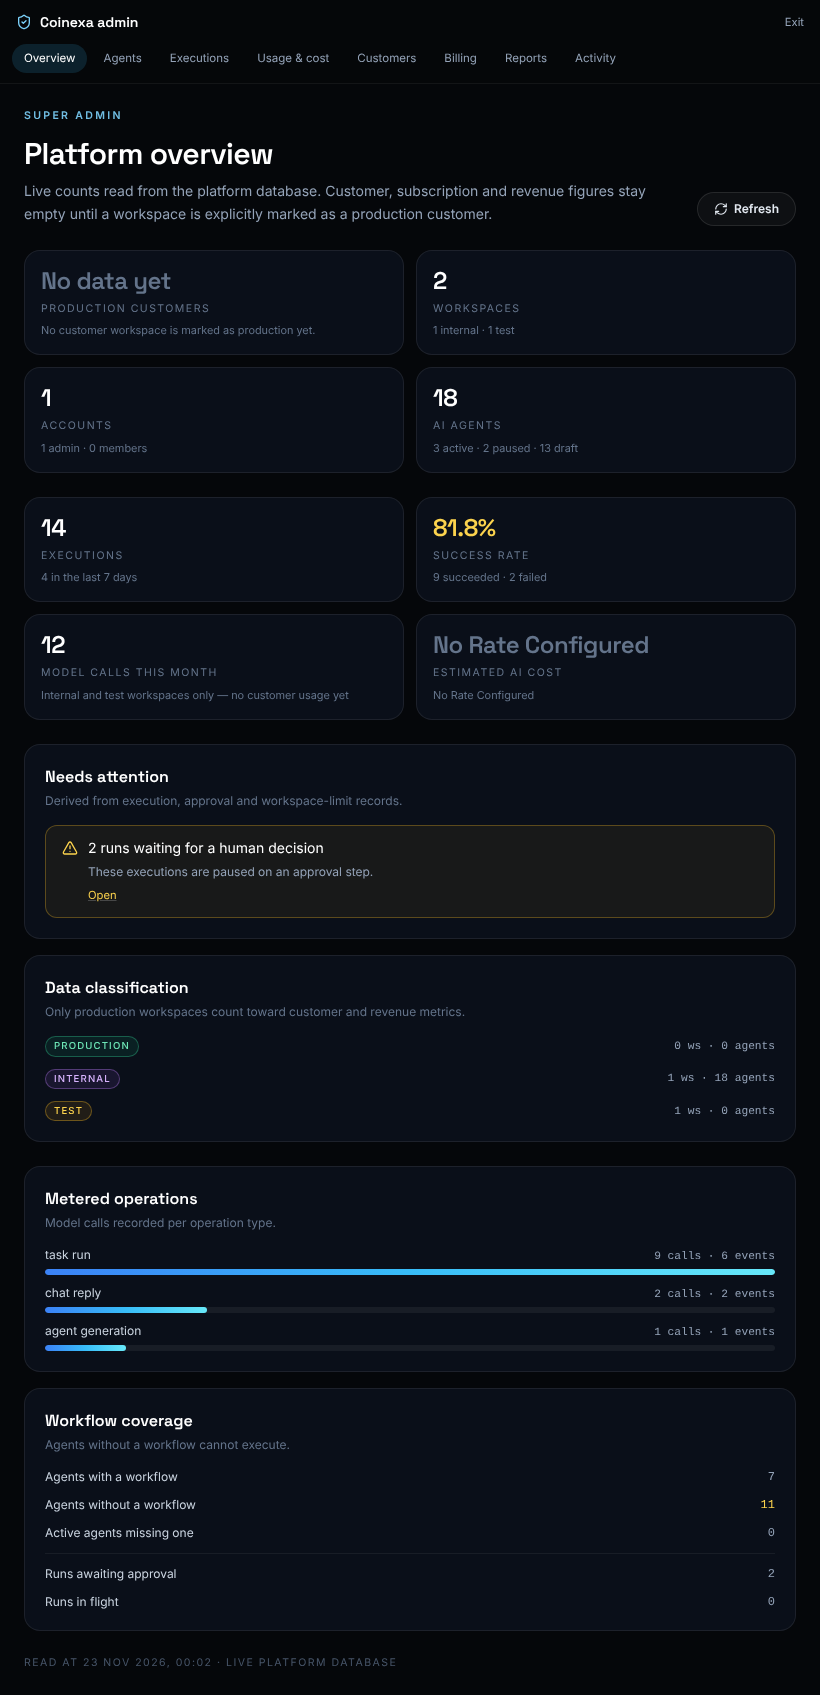 Coinexa admin
Exit
Overview Agents Executions Usage & cost Customers Billing Reports Activity
SUPER ADMIN
Platform overview
Live counts read from the platform database. Customer, subscription and revenue figures stay
empty until a workspace is explicitly marked as a production customer.
Refresh
No data yet
PRODUCTION CUSTOMERS
No customer workspace is marked as production yet.
2
WORKSPACES
1 internal · 1 test
1
ACCOUNTS
1 admin · 0 members
18
AI AGENTS
3 active · 2 paused · 13 draft
14
EXECUTIONS
4 in the last 7 days
81.8%
SUCCESS RATE
9 succeeded · 2 failed
12
MODEL CALLS THIS MONTH
Internal and test workspaces only — no customer usage yet
No Rate Configured
ESTIMATED AI COST
No Rate Configured
Needs attention
Derived from execution, approval and workspace-limit records.
2 runs waiting for a human decision
These executions are paused on an approval step.
Open
Data classification
Only production workspaces count toward customer and revenue metrics.
PRODUCTION 0 ws · 0 agents
INTERNAL 1 ws · 18 agents
TEST 1 ws · 0 agents
Metered operations
Model calls recorded per operation type.
task run 9 calls · 6 events
chat reply 2 calls · 2 events
agent generation 1 calls · 1 events
Workflow coverage
Agents without a workflow cannot execute.
Agents with a workflow 7
Agents without a workflow 11
Active agents missing one 0
Runs awaiting approval 2
Runs in flight 0
READ AT 23 NOV 2026, 00:02 · LIVE PLATFORM DATABASE